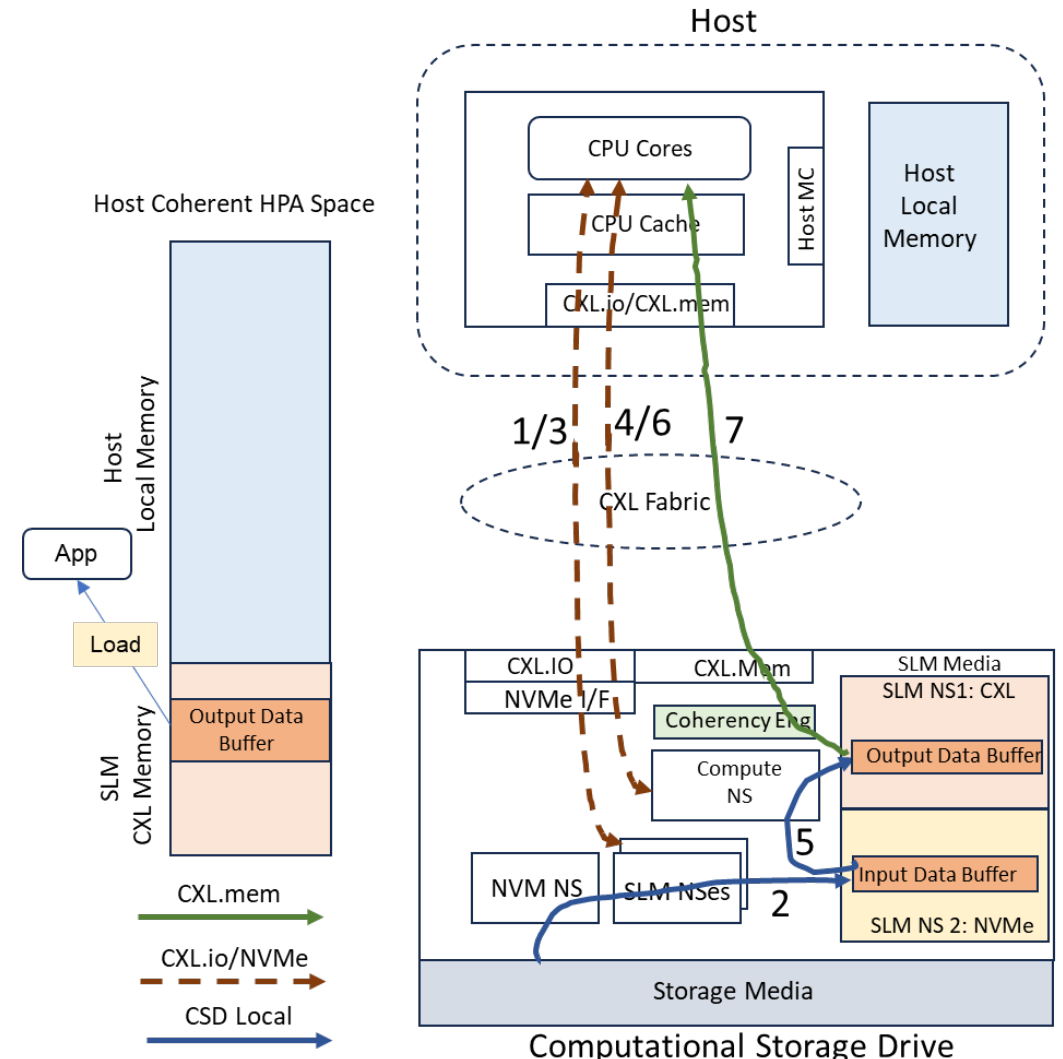 Host
CPU Cores
CPU Cache
Host MC
Host
Local
Memory
CXL.io/CXL.mem
Host Coherent HPA Space
Host
Local Memory
App
Load
Output Data
Buffer
SLM
CXL Memory
1/3
4/6
7
CXL Fabric
CXL.IO
CXL.Mem
NVMe I/F
Coherency Eng
Compute
NS
SLM Media
SLM NS1: CXL
Output Data Buffer
5
Input Data Buffer
SLM NS 2: NVMe
NVM NS
SLM NSes
2
Storage Media
Computational Storage Drive
CXL.mem
CXL.io/NVMe
CSD Local